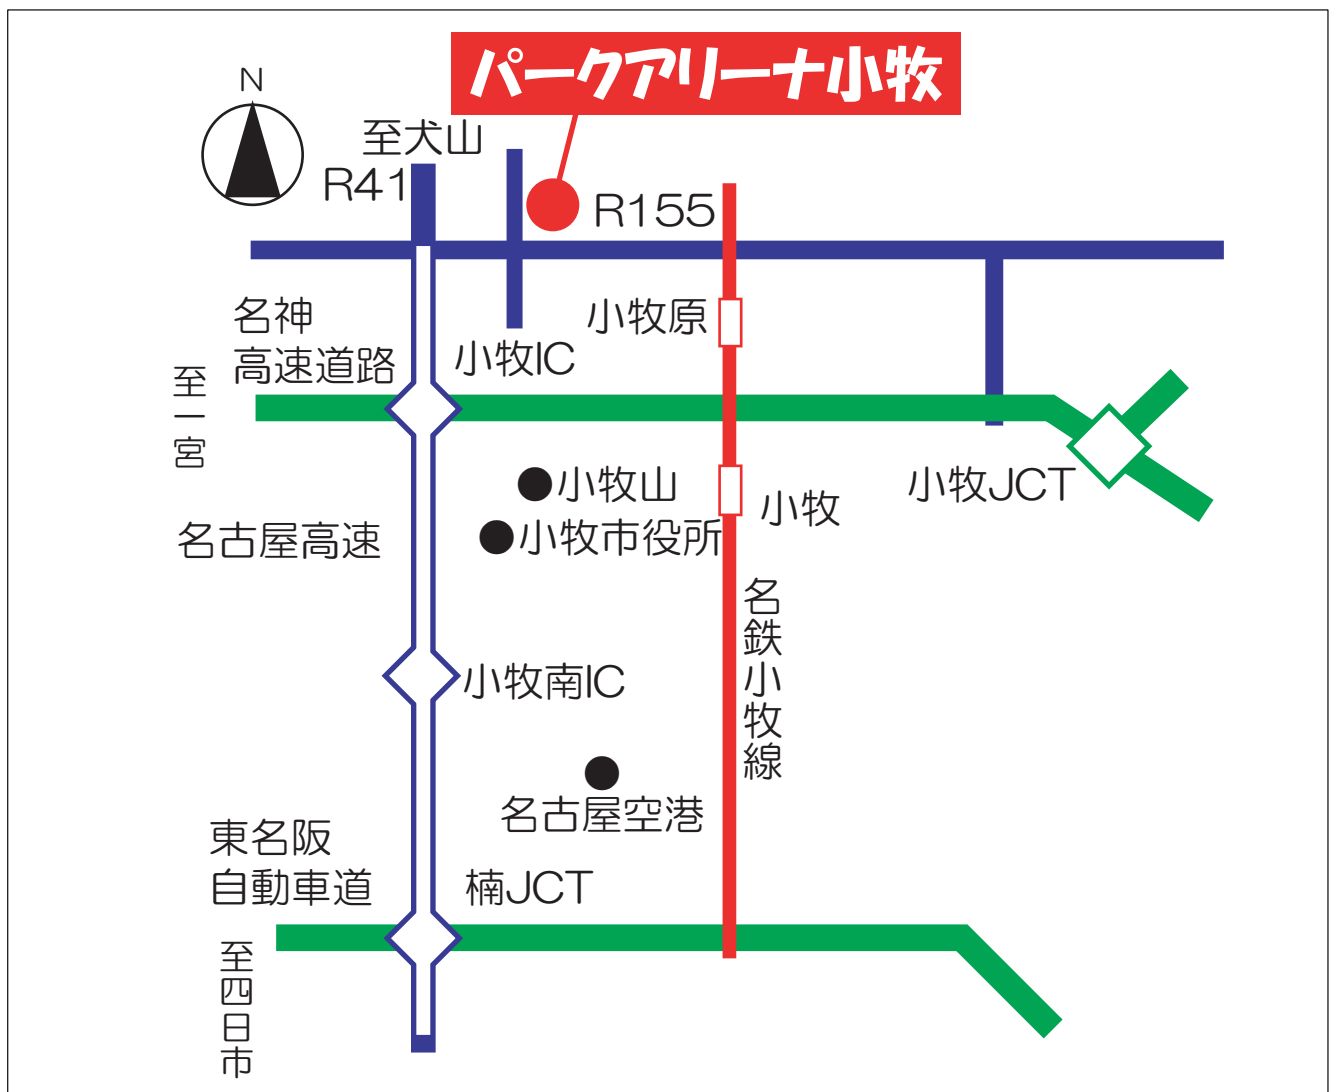 パークアリーナ小牧
N
至犬山
R41
R155
名神
高速道路
小牧原
小牧IC
至一宮
小牧山
小牧JCT
小牧
小牧市役所
名古屋高速
名鉄小牧線
小牧南IC
名古屋空港
東名阪
自動車道
楠JCT
至四日市